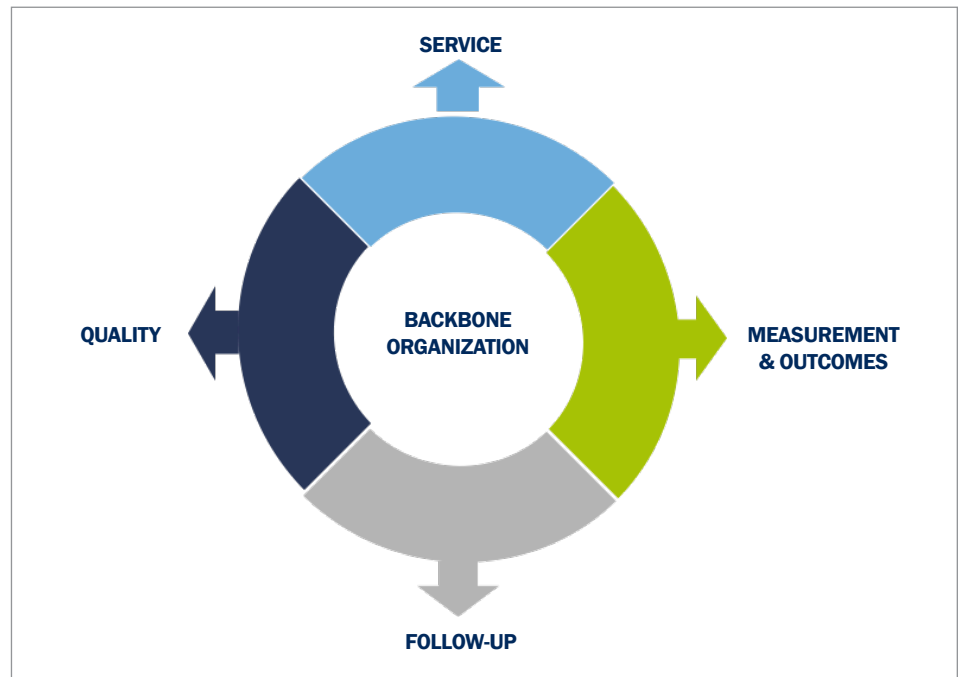 SERVICE
QUALITY
BACKBONE
ORGANIZATION
MEASUREMENT
& OUTCOMES
FOLLOW-UP